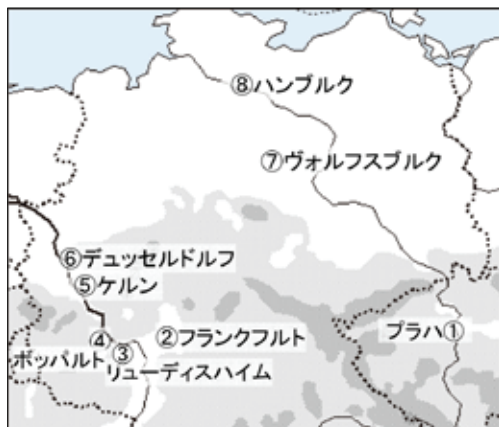 ⑧ハンブルク
⑦ヴォルフスブルク
⑥デュッセルドルフ
⑤ケルン
②フランクフルト
プラハ①
④
ボッパルト
③
リューディスハイム